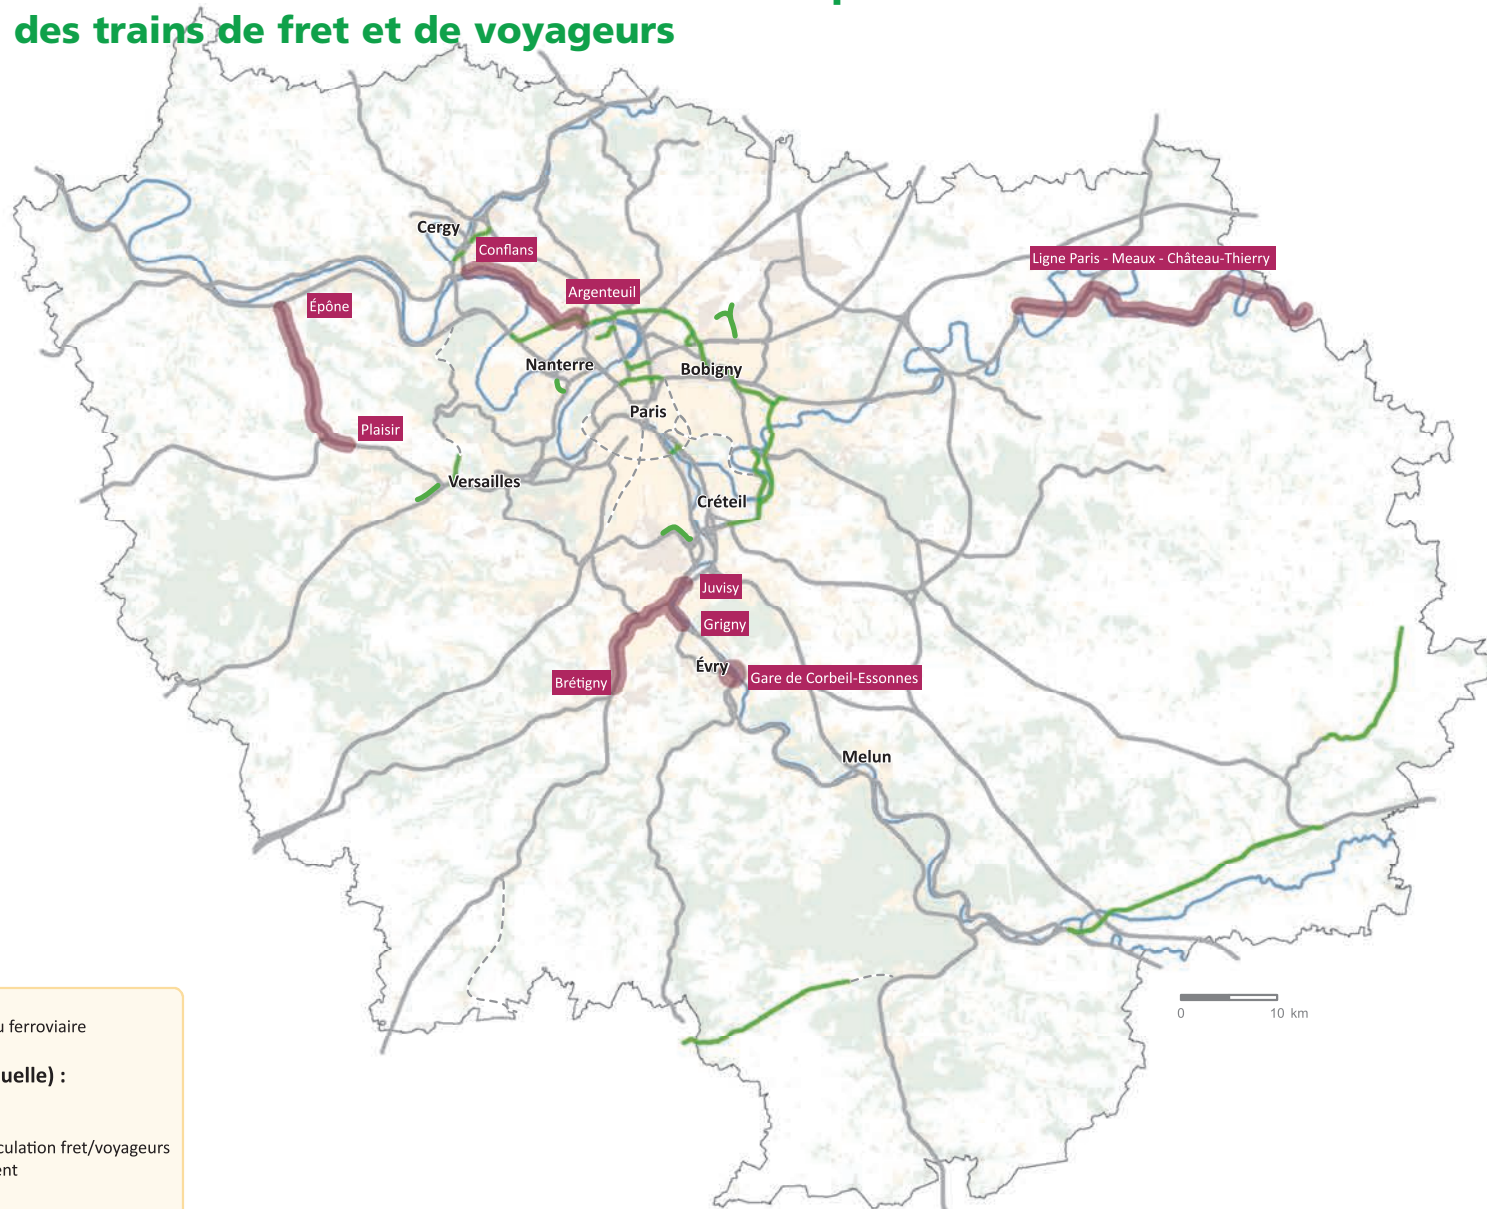 des trains de fret et de voyageurs
Cergy
Conflans
Ligne Paris - Meaux - Château-Thierry
Argenteuil
Épône
Nanterre
Bobigny
Paris
Plaisir
Versailles
Créteil
Juvisy
Grigny
Évry
Gare de Corbeil-Essonnes
Brétigny
Melun
0 10 km
u ferroviaire
uelle) :
culation fret/voyageurs
ent